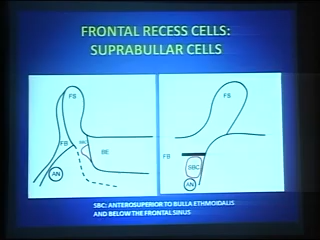 FRONTAL RECESS CELLS:
SUPRABULLAR CELLS
FS
FB
BE
AN
FS
FB
SBC
AN
SBC: ANTEROSUPERIOR TO BULLA ETHMOIDALIS
AND BELOW THE FRONTAL SINUS